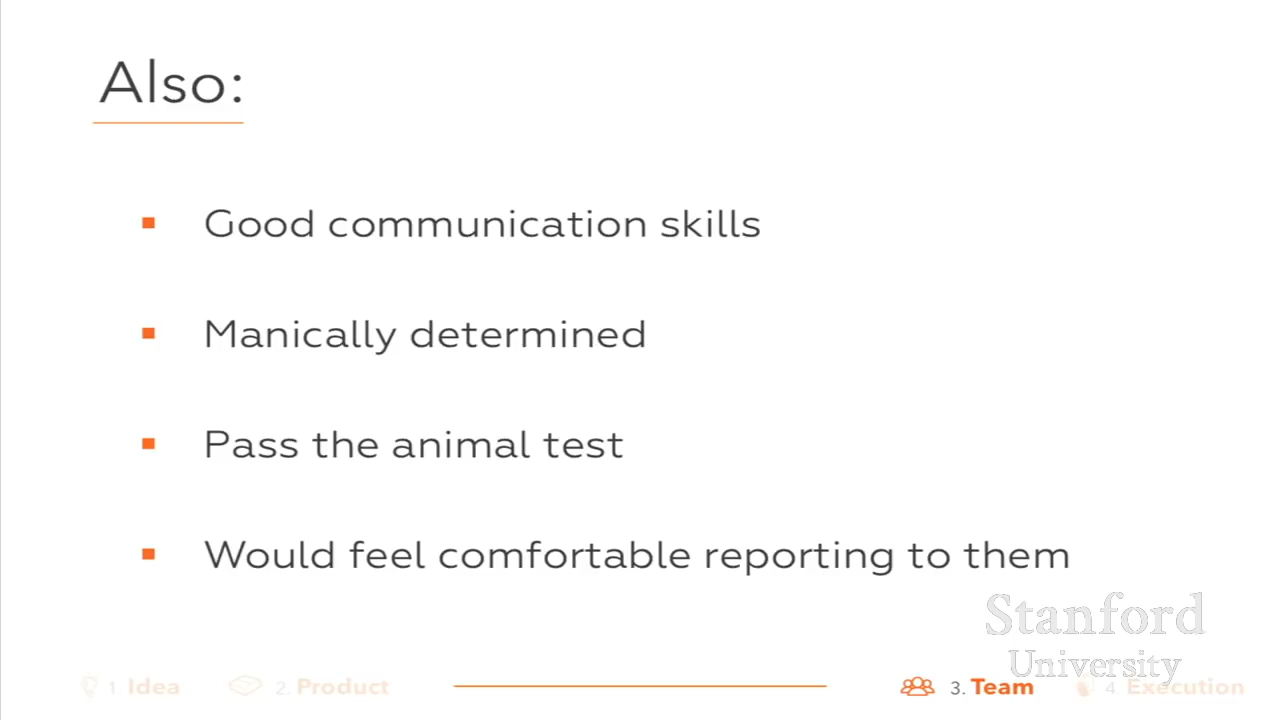 Also:
Good communication skills
Manically determined
Pass the animal test
Would feel comfortable reporting to them
Stanford
University
1 Idea
2. Product
3. Team
4 Execution